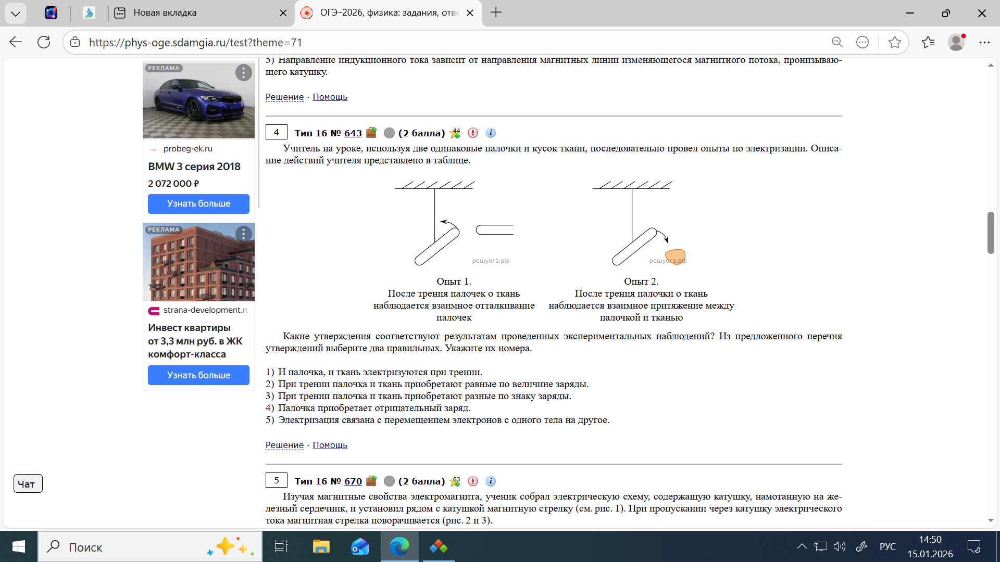 Новая вкладка
ОГЭ–2026, физика: задания, отве
https://phys-oge.sdamgia.ru/test?theme=71
РЕКЛАМА
probeg-ek.ru
BMW 3 серия 2018
2 072 000 ₽
Узнать больше
РЕКЛАМА
strana-development.ru
Инвест квартиры
от 3,3 млн руб. в ЖК
комфорт-класса
Узнать больше
Чат
5) Направление индукционного тока зависит от направления магнитных линий изменяющегося магнитного потока, пронизываю-
щего катушку.
Решение · Помощь
4 Тип 16 № 643 (2 балла) 44
Учитель на уроке, используя две одинаковые палочки и кусок ткани, последовательно провел опыты по электризации. Описа-
ние действий учителя представлено в таблице.
решуогэ.рф
решуогэ.рф
Опыт 1.
После трения палочек о ткань
наблюдается взаимное отталкивание
палочек
Опыт 2.
После трения палочки о ткань
наблюдается взаимное притяжение между
палочкой и тканью
Какие утверждения соответствуют результатам проведенных экспериментальных наблюдений? Из предложенного перечня
утверждений выберите два правильных. Укажите их номера.
1) И палочка, и ткань электризуются при трении.
2) При трении палочка и ткань приобретают равные по величине заряды.
3) При трении палочка и ткань приобретают разные по знаку заряды.
4) Палочка приобретает отрицательный заряд.
5) Электризация связана с перемещением электронов с одного тела на другое.
Решение · Помощь
5 Тип 16 № 670 (2 балла) 63
Изучая магнитные свойства электромагнита, ученик собрал электрическую схему, содержащую катушку, намотанную на же-
лезный сердечник, и установил рядом с катушкой магнитную стрелку (см. рис. 1). При пропускании через катушку электрического
тока магнитная стрелка поворачивается (рис. 2 и 3).
Поиск
РУС
14:50
15.01.2026